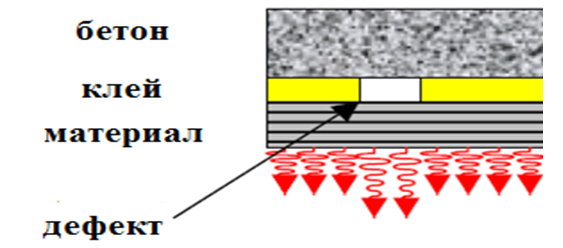 бетон
клей
материал
дефект